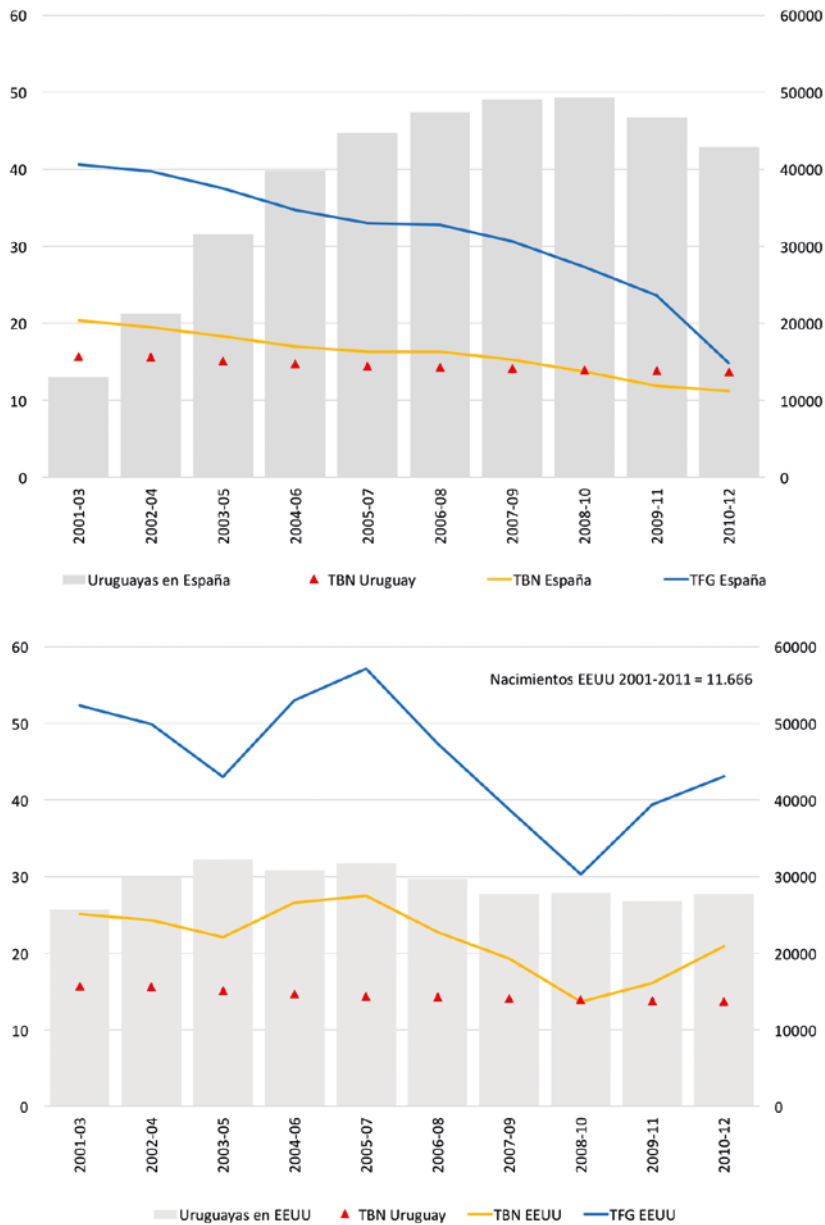 60 60000
50 50000
40 40000
30 30000
20 20000
10 10000
0 0
2001-03 2002-04 2003-05 2004-06 2005-07 2006-08 2007-09 2008-10 2009-11 2010-12
Uruguayas en España TBN Uruguay TBN España TFG España
60 60000
Nacimientos EEUU 2001-2011 = 11.666
50 50000
40 40000
30 30000
20 20000
10 10000
0 0
2001-03 2002-04 2003-05 2004-06 2005-07 2006-08 2007-09 2008-10 2009-11 2010-12
Uruguayas en EEUU TBN Uruguay TBN EEUU TFG EEUU